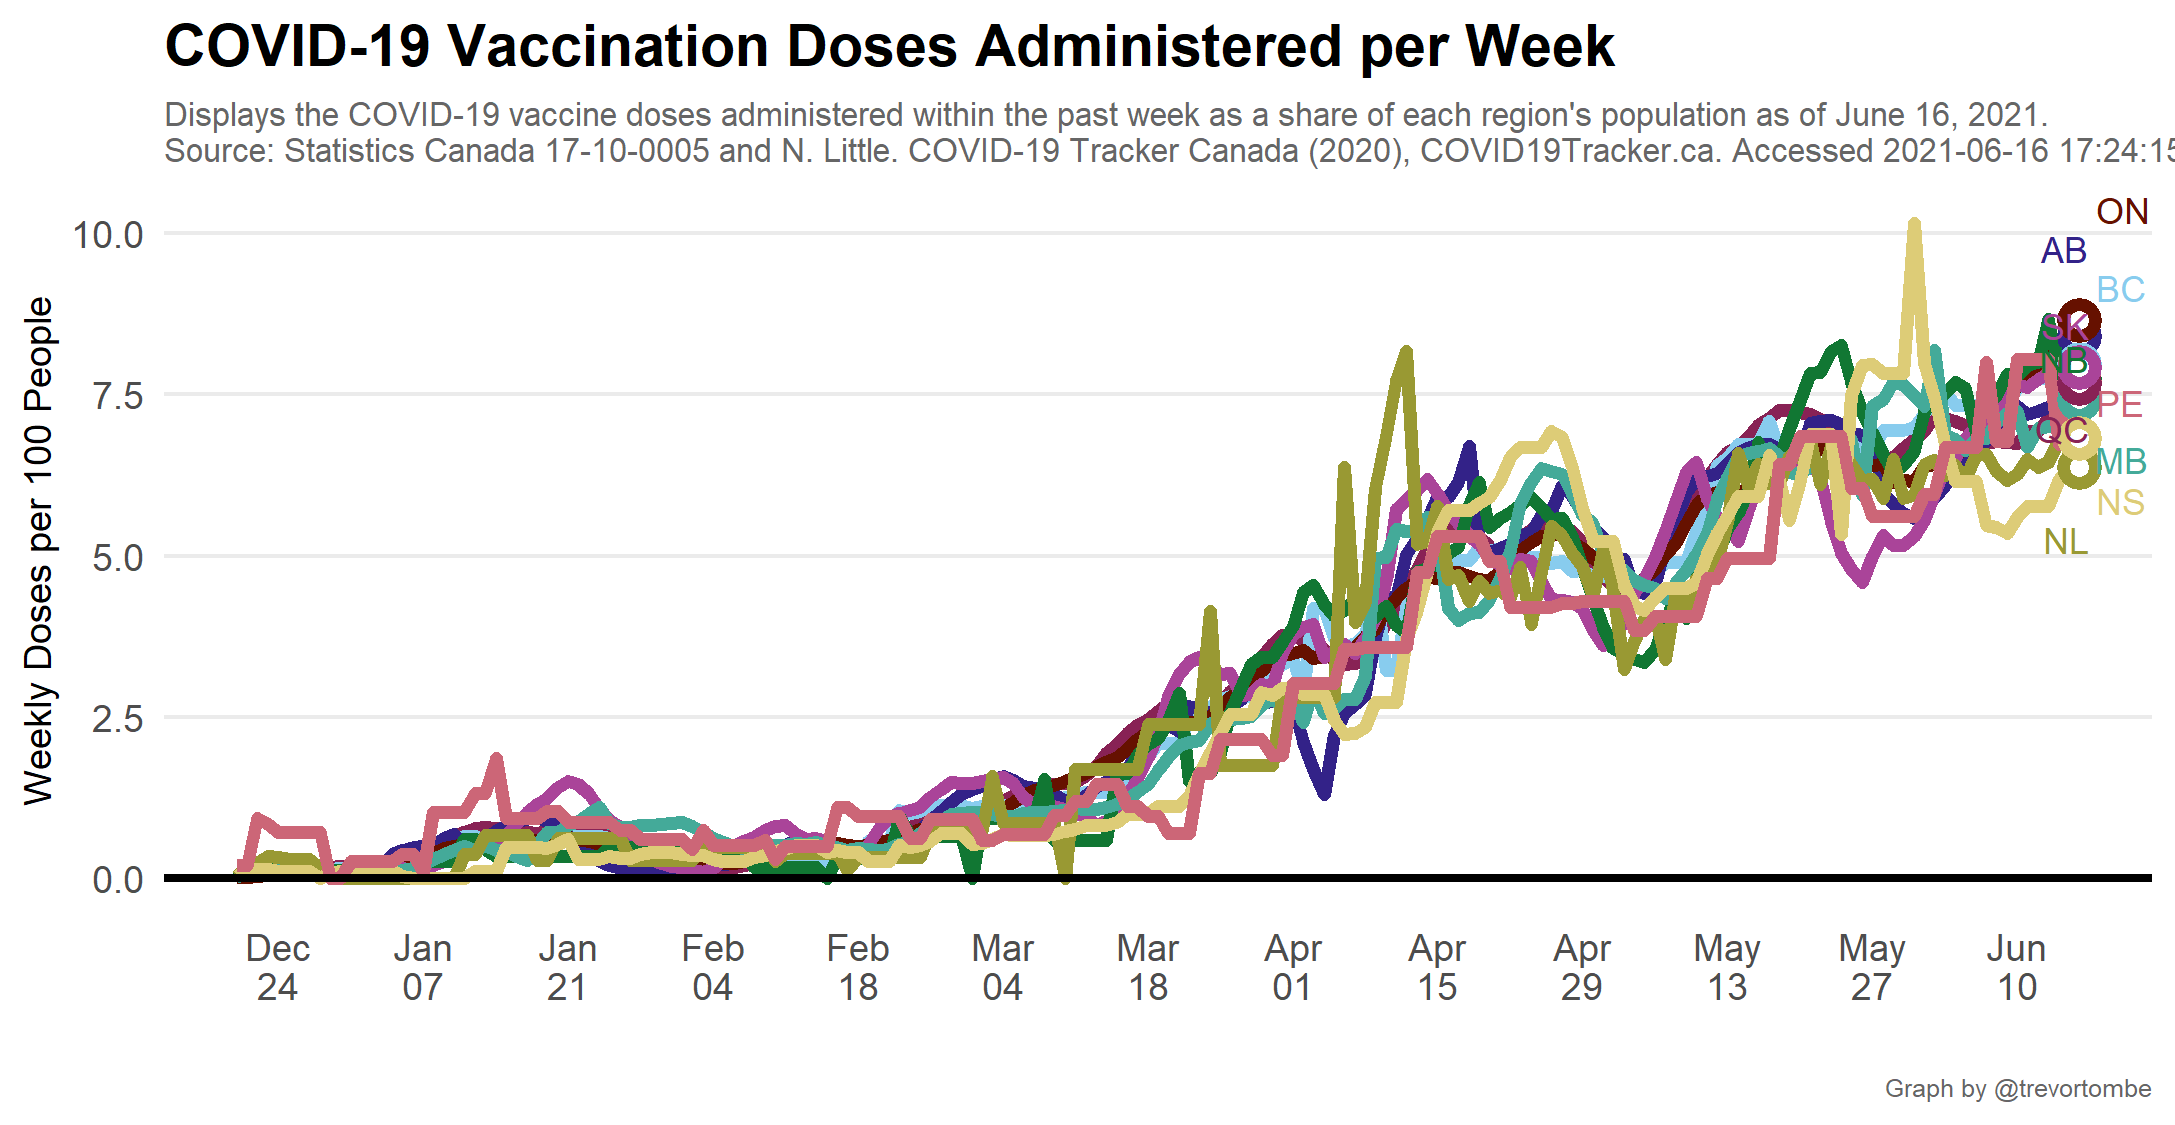 COVID-19 Vaccination Doses Administered per Week
Displays the COVID-19 vaccine doses administered within the past week as a share of each region's population as of June 16, 2021.
Source: Statistics Canada 17-10-0005 and N. Little. COVID-19 Tracker Canada (2020), COVID19Tracker.ca. Accessed 2021-06-16 17:24:15
ON
10.0
AB
BC
SK
NB
7.5
PE
QC
MB
NS
NL
5.0
2.5
0.0
Weekly Doses per 100 People
Dec Jan Jan Feb Feb Mar Mar Apr Apr Apr May May Jun
24 07 21 04 18 04 18 01 15 29 13 27 10
Graph by @trevortombe